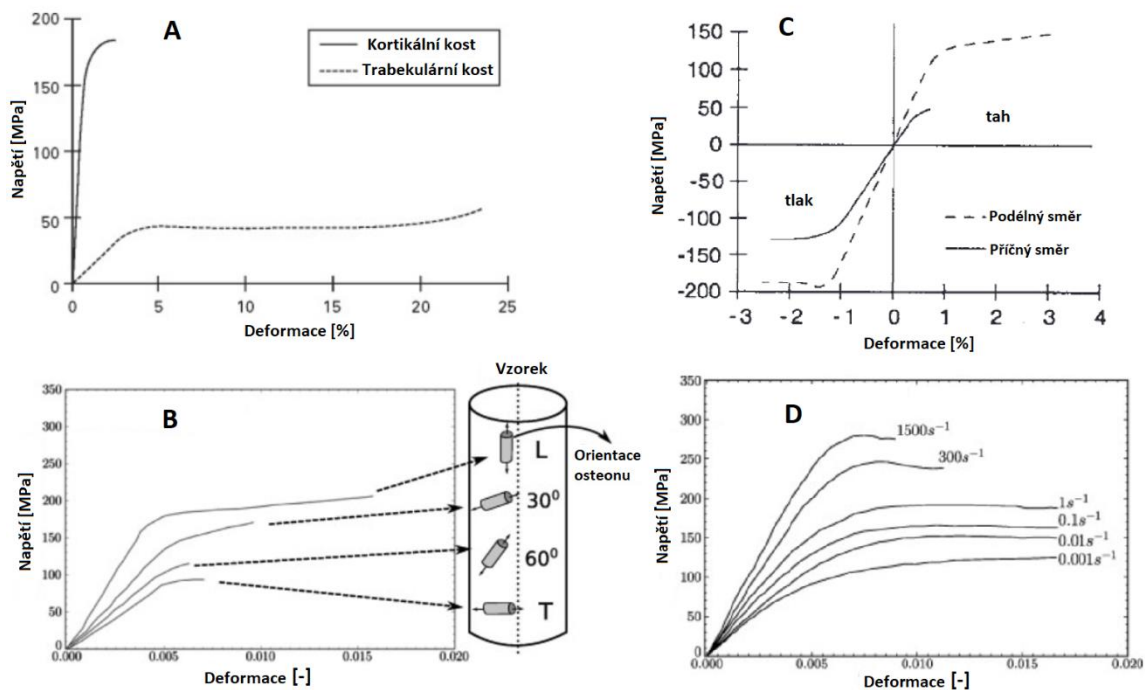 A
Kortikální kost
Trabekulární kost
Napětí [MPa]
200
150
100
50
0
0
5
10
15
20
25
Deformace [%]
C
Napětí [MPa]
150
100
50
0
-50
-100
-150
-200
tah
tlak
Podélný směr
Příčný směr
-3
-2
-1
0
1
2
3
4
Deformace [%]
B
Napětí [MPa]
350
300
250
200
150
100
50
0
0.000
0.005
0.010
0.015
0.020
Deformace [-]
Vzorek
L
Orientace
osteonu
30⁰
60⁰
T
D
Napětí [MPa]
350
300
250
200
150
100
50
0
1500s⁻¹
300s⁻¹
1s⁻¹
0.1s⁻¹
0.01s⁻¹
0.001s⁻¹
0.000
0.005
0.010
0.015
0.020
Deformace [-]